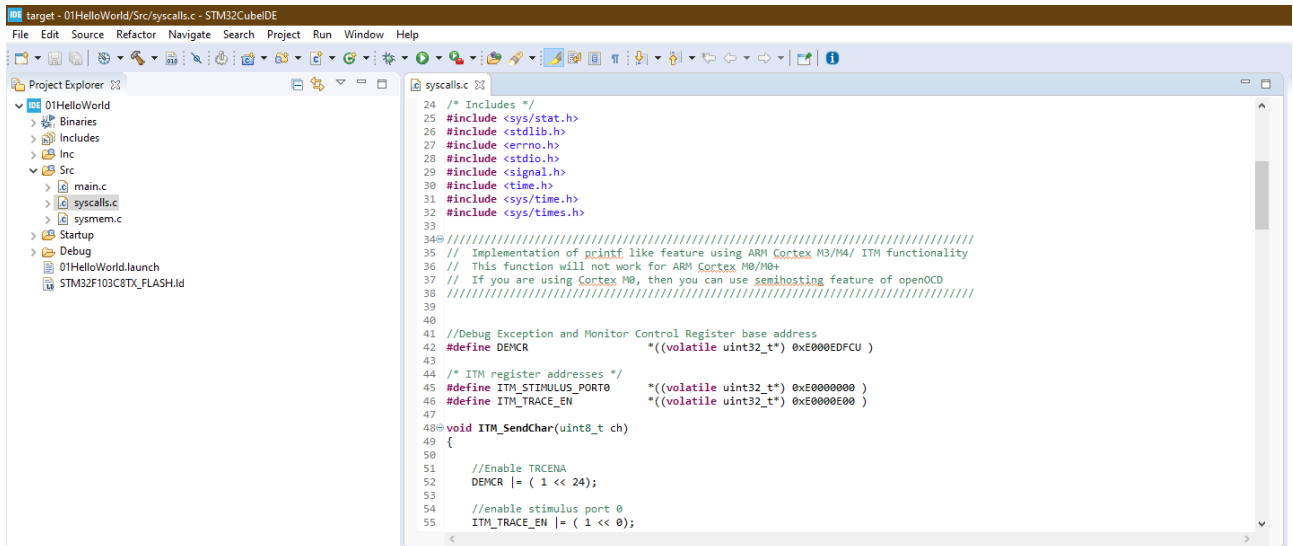 IDE target - 01HelloWorld/Src/syscalls.c - STM32CubeIDE
File Edit Source Refactor Navigate Search Project Run Window Help
Project Explorer
IDE 01HelloWorld
Binaries
Includes
Inc
Src
main.c
syscalls.c
sysmem.c
Startup
Debug
01HelloWorld.launch
STM32F103C8TX_FLASH.ld
syscalls.c
24 /* Includes */
25 #include <sys/stat.h>
26 #include <stdlib.h>
27 #include <errno.h>
28 #include <stdio.h>
29 #include <signal.h>
30 #include <time.h>
31 #include <sys/time.h>
32 #include <sys/times.h>
33
34 /////////////////////////////////////////////////////////////////////////////////////
35 // Implementation of printf like feature using ARM Cortex M3/M4/ ITM functionality
36 // This function will not work for ARM Cortex M0/M0+
37 // If you are using Cortex M0, then you can use semihosting feature of openOCD
38 /////////////////////////////////////////////////////////////////////////////////////
39
40
41 //Debug Exception and Monitor Control Register base address
42 #define DEMCR *((volatile uint32_t*) 0xE000EDFCU )
43
44 /* ITM register addresses */
45 #define ITM_STIMULUS_PORT0 *((volatile uint32_t*) 0xE0000000 )
46 #define ITM_TRACE_EN *((volatile uint32_t*) 0xE0000E00 )
47
48 void ITM_SendChar(uint8_t ch)
49 {
50
51 //Enable TRCENA
52 DEMCR |= ( 1 << 24);
53
54 //enable stimulus port 0
55 ITM_TRACE_EN |= ( 1 << 0);